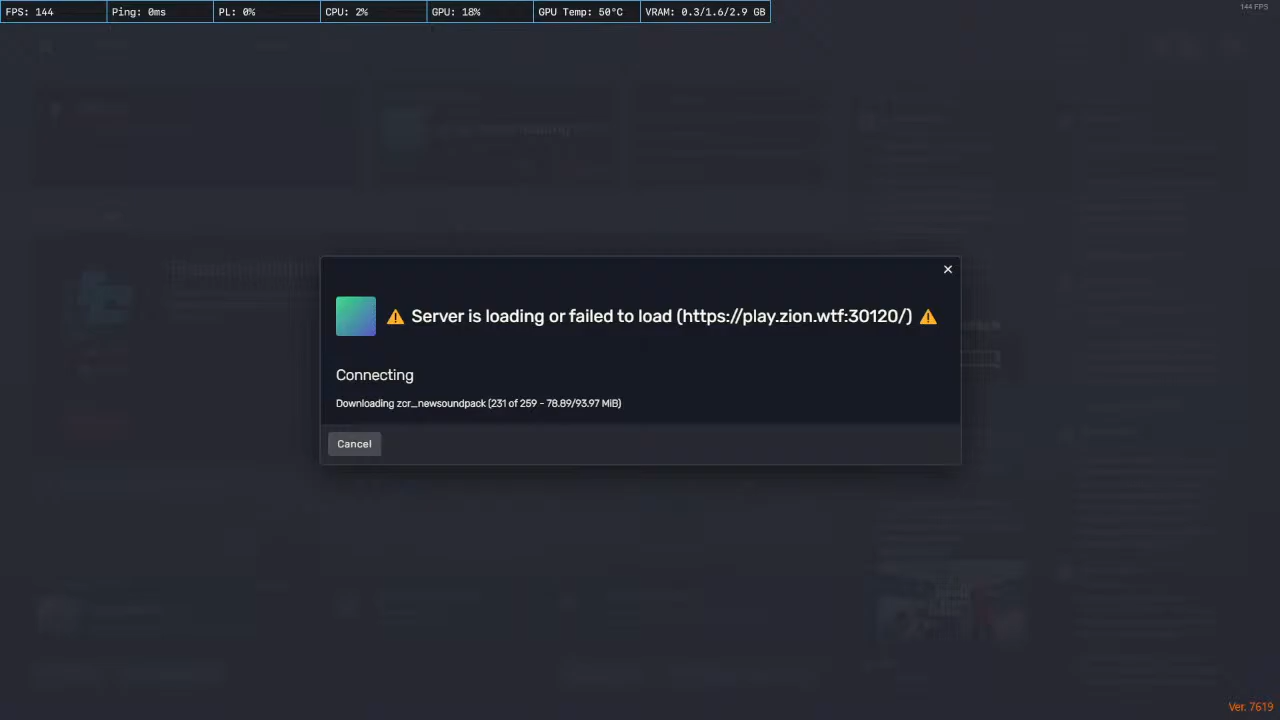 FPS: 144 Ping: 0ms PL: 0% CPU: 2% GPU: 18% GPU Temp: 50°C VRAM: 0.3/1.6/2.9 GB
144 FPS
⚠ Server is loading or failed to load (https://play.zion.wtf:30120/) ⚠
Connecting
Downloading zcr_newsoundpack (231 of 259 - 78.89/93.97 MiB)
Cancel
Ver. 7619